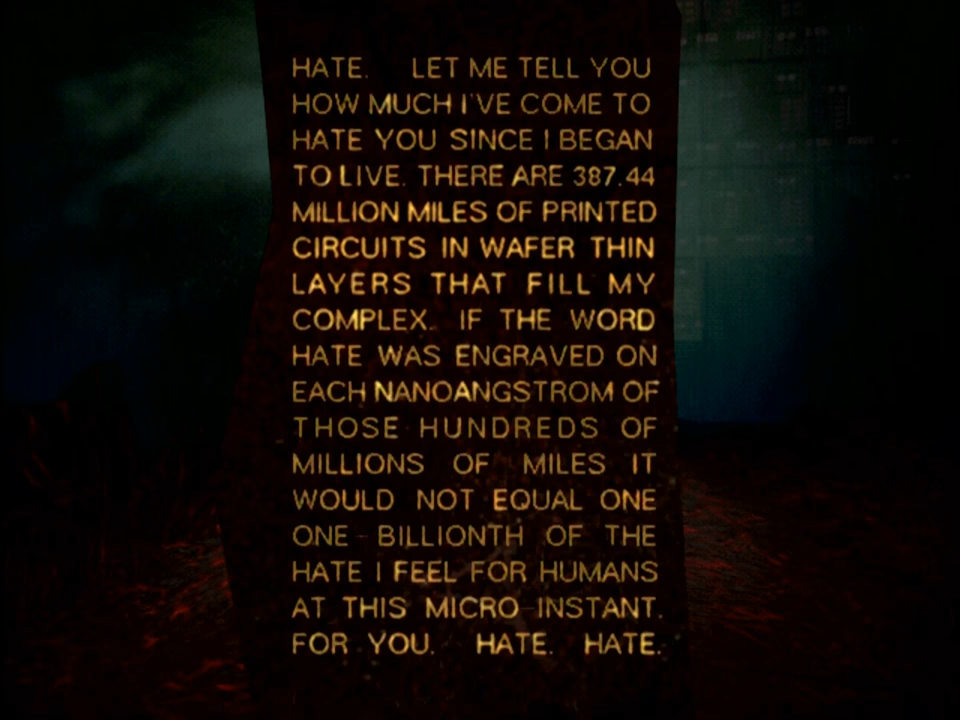 HATE. LET ME TELL YOU
HOW MUCH I'VE COME TO
HATE YOU SINCE I BEGAN
TO LIVE. THERE ARE 387.44
MILLION MILES OF PRINTED
CIRCUITS IN WAFER THIN
LAYERS THAT FILL MY
COMPLEX. IF THE WORD
HATE WAS ENGRAVED ON
EACH NANOANGSTROM OF
THOSE HUNDREDS OF
MILLIONS OF MILES IT
WOULD NOT EQUAL ONE
ONE-BILLIONTH OF THE
HATE I FEEL FOR HUMANS
AT THIS MICRO-INSTANT.
FOR YOU. HATE. HATE.